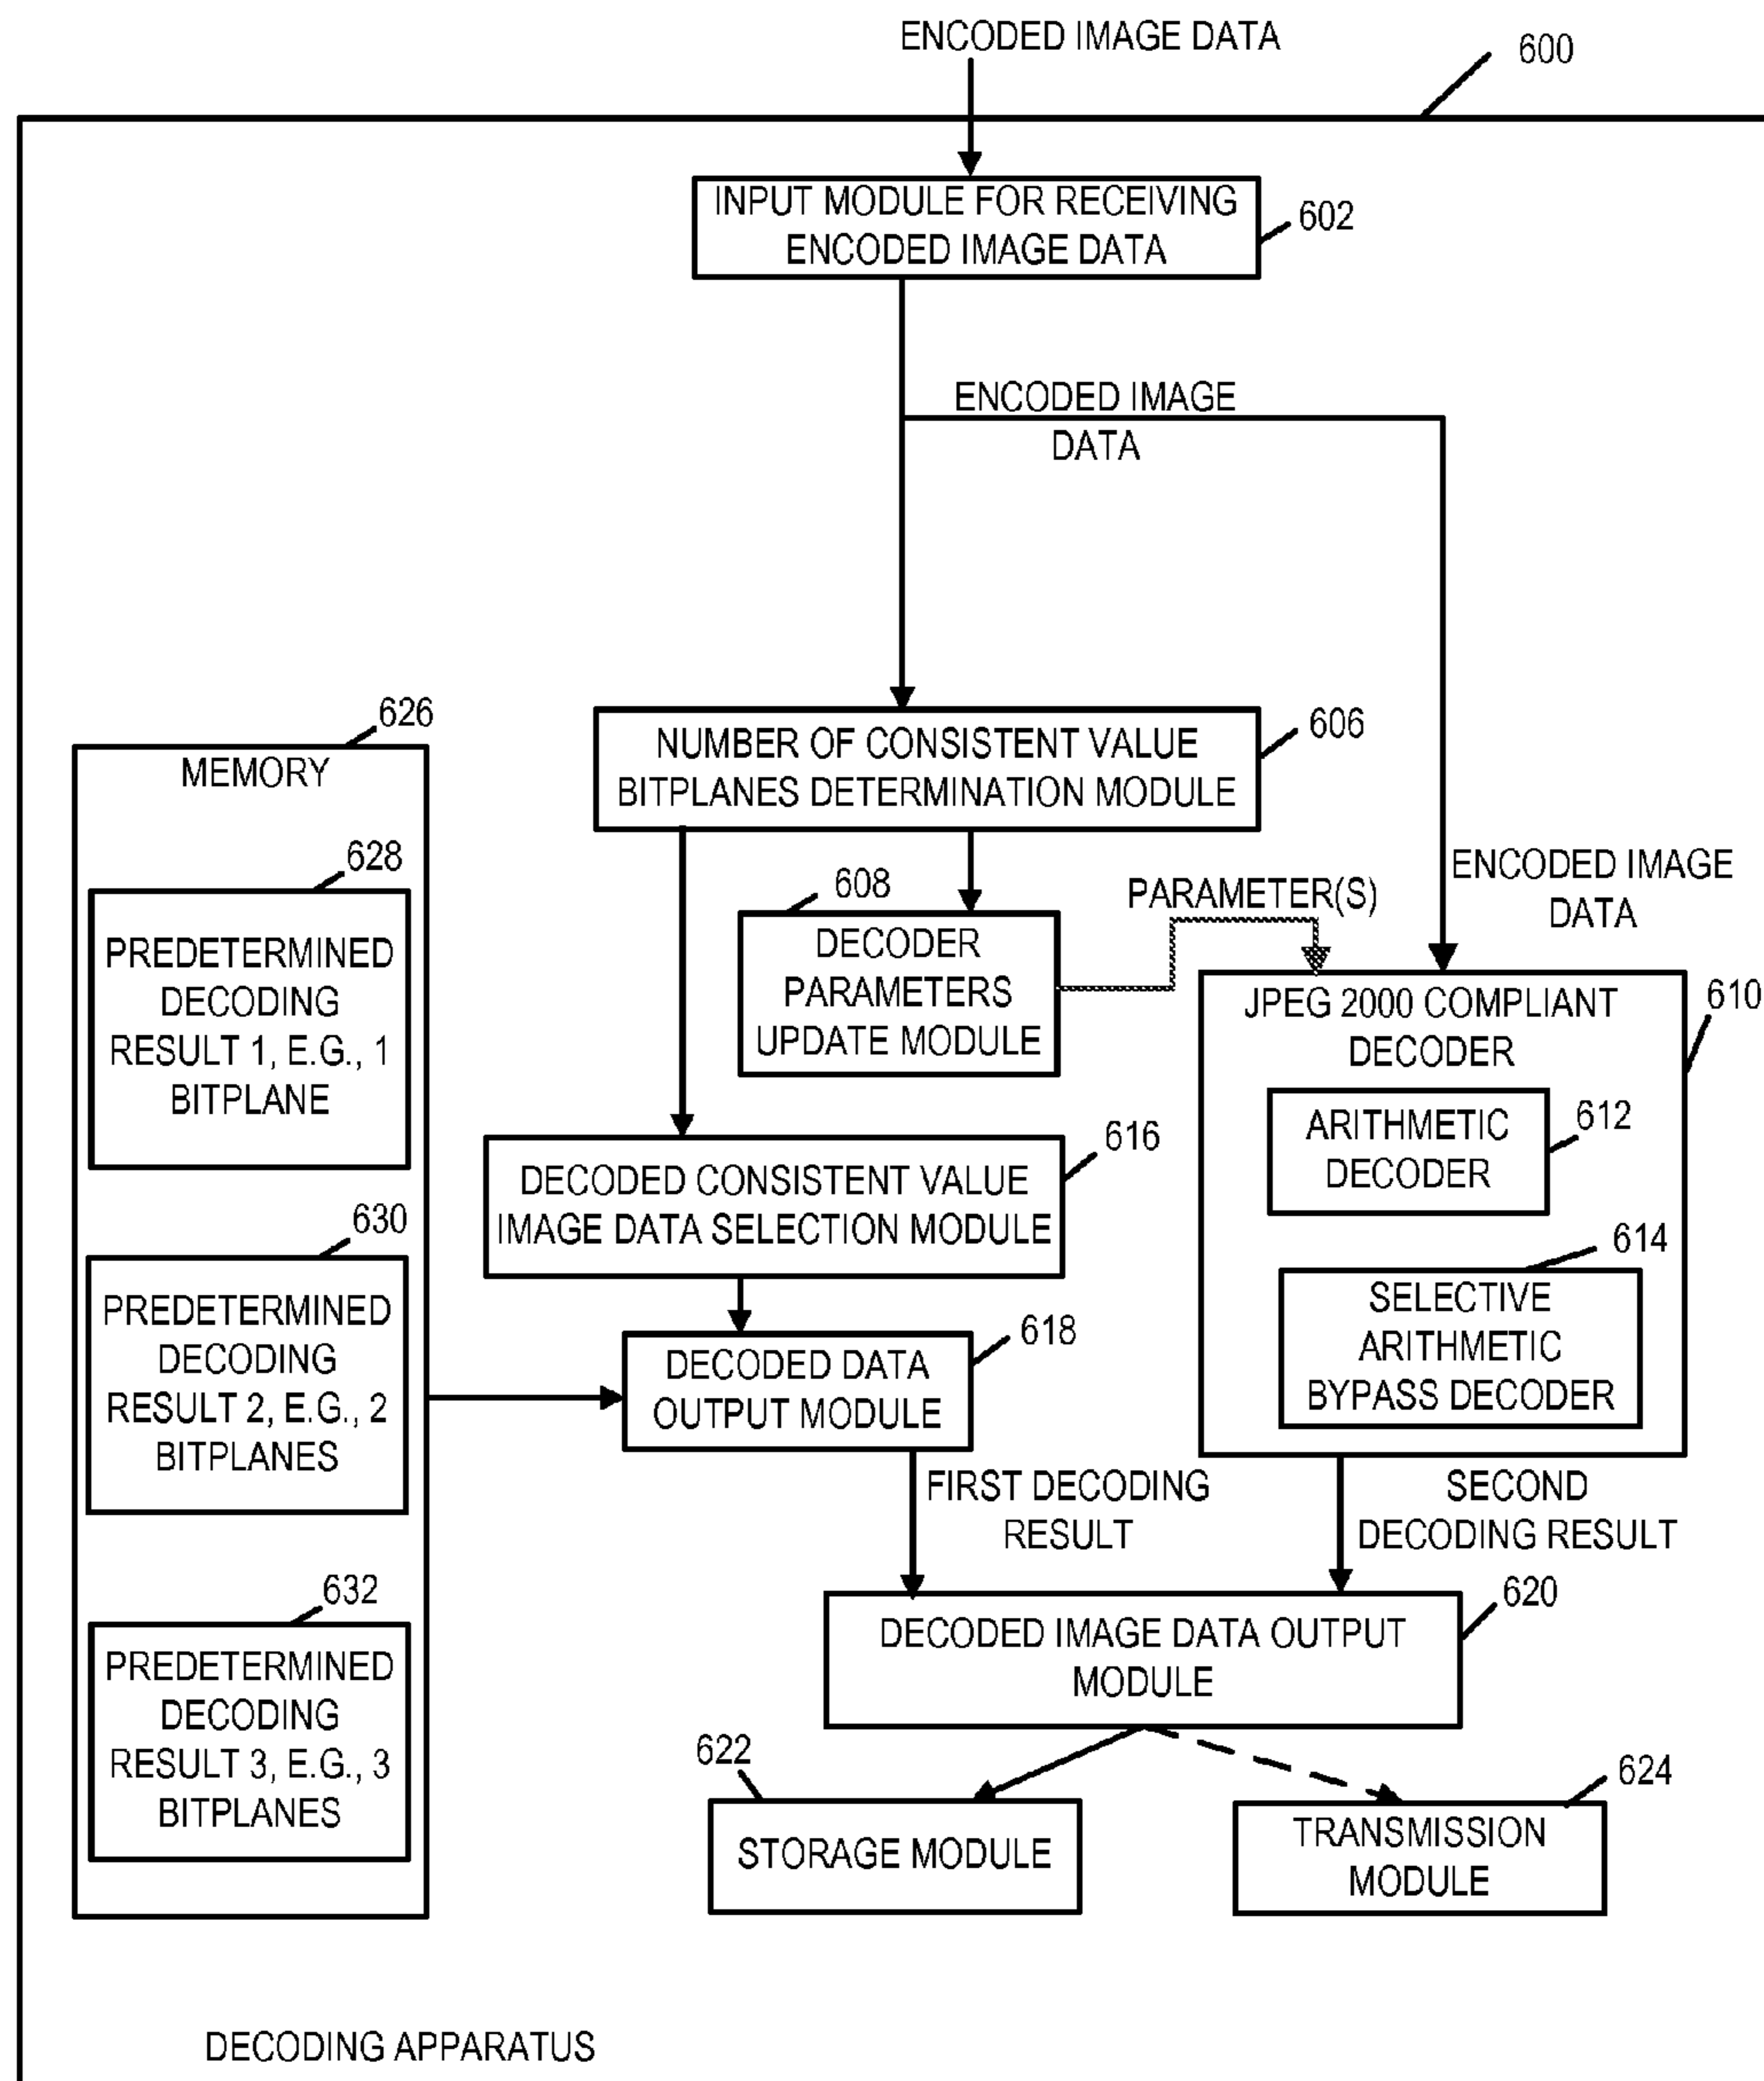 ENCODED IMAGE DATA
600
INPUT MODULE FOR RECEIVING
ENCODED IMAGE DATA
602
ENCODED IMAGE
DATA
626
MEMORY
NUMBER OF CONSISTENT VALUE
BITPLANES DETERMINATION MODULE
606
628
PREDETERMINED
DECODING
RESULT 1, E.G., 1
BITPLANE
608
DECODER
PARAMETERS
UPDATE MODULE
PARAMETER(S)
ENCODED IMAGE
DATA
JPEG 2000 COMPLIANT
DECODER
610
ARITHMETIC
DECODER
612
616
DECODED CONSISTENT VALUE
IMAGE DATA SELECTION MODULE
614
SELECTIVE
ARITHMETIC
BYPASS DECODER
630
PREDETERMINED
DECODING
RESULT 2, E.G., 2
BITPLANES
618
DECODED DATA
OUTPUT MODULE
FIRST DECODING
RESULT
SECOND
DECODING RESULT
632
PREDETERMINED
DECODING
RESULT 3, E.G., 3
BITPLANES
620
DECODED IMAGE DATA OUTPUT
MODULE
622
STORAGE MODULE
624
TRANSMISSION
MODULE
DECODING APPARATUS